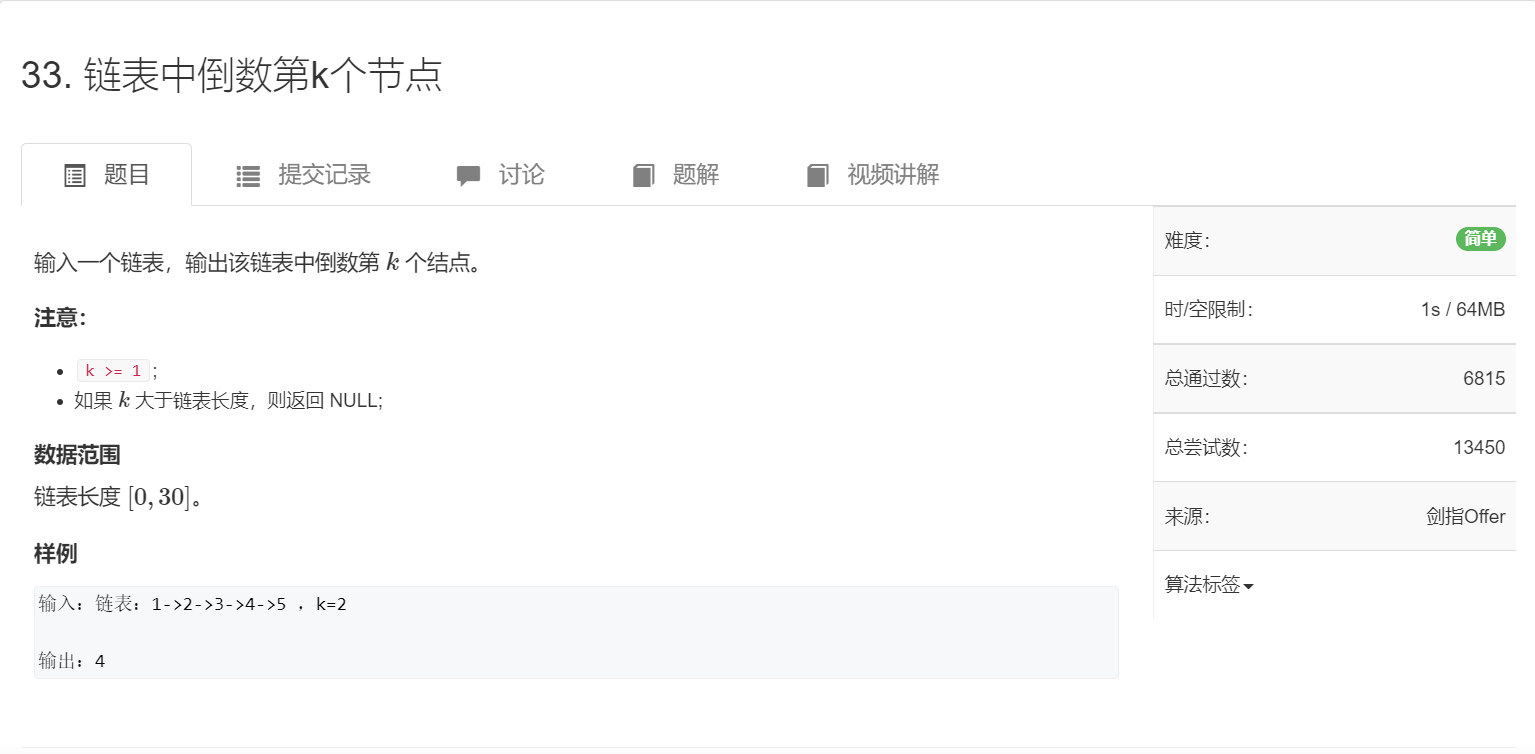 33. 链表中倒数第k个节点
题目 提交记录 讨论 题解 视频讲解
输入一个链表，输出该链表中倒数第 k 个结点。
注意：
k >= 1；
如果 k 大于链表长度，则返回 NULL;
数据范围
链表长度 [0, 30]。
样例
输入：链表：1->2->3->4->5 ，k=2
输出：4
难度： 简单
时/空限制： 1s / 64MB
总通过数： 6815
总尝试数： 13450
来源： 剑指Offer
算法标签